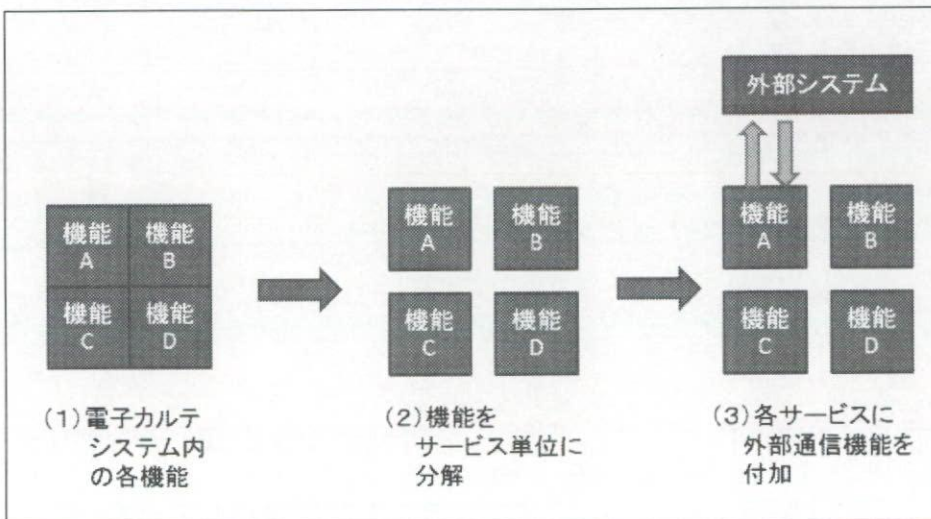 外部システム
機能
A
機能
B
機能
C
機能
D
機能
A
機能
B
機能
C
機能
D
機能
A
機能
B
機能
C
機能
D
(1)電子カルテ
システム内
の各機能
(2)機能を
サービス単位に
分解
(3)各サービスに
外部通信機能を
付加